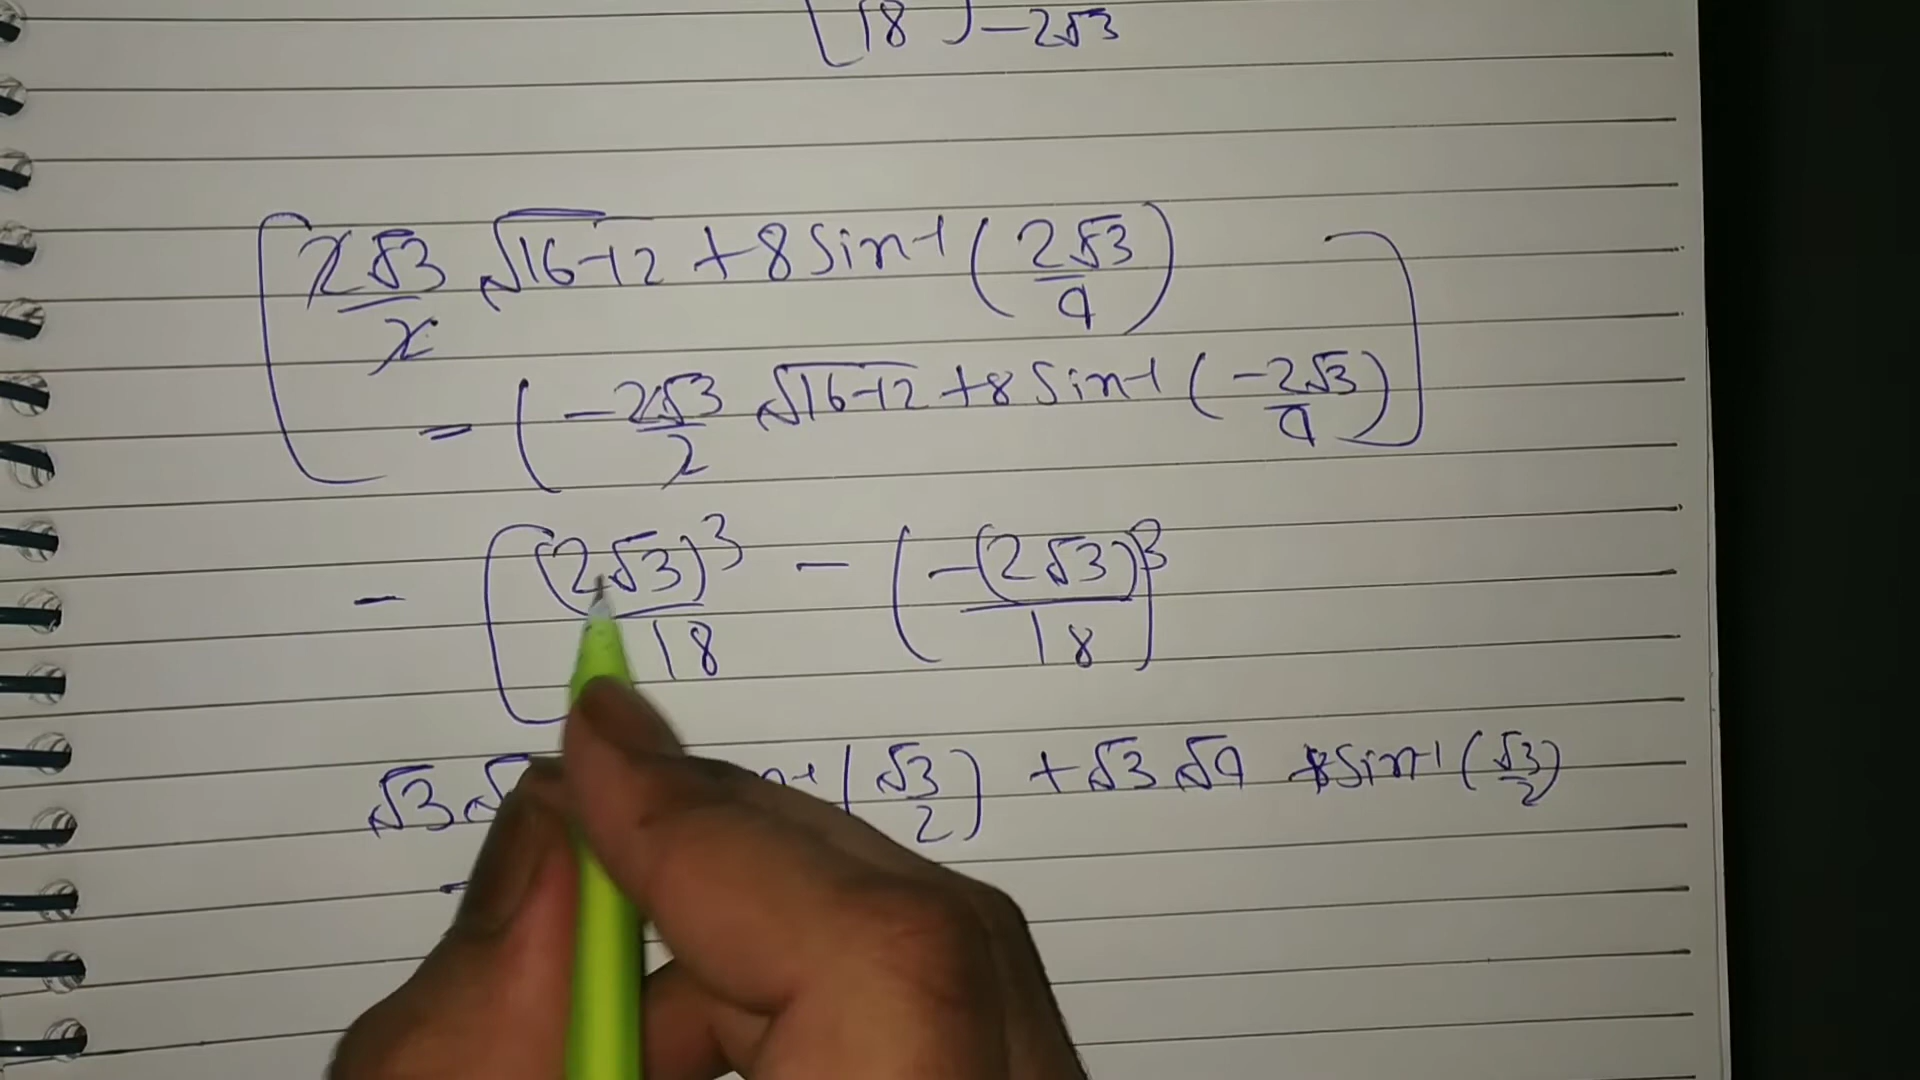 [18]-2√3
2√3/2 √16-12 + 8 sin-1 (2√3/4)
- (-2√3/2 √16-12 + 8 sin-1 (-2√3/4)
- [(2√3)3/18 - (-(2√3)3/18)
√3 √ (√3/2) + √3 √4 8 sin-1 (√3/2)
-